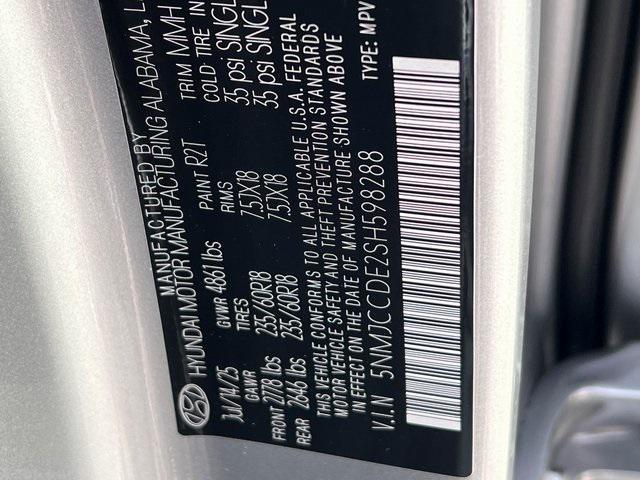 MANUFACTURED BY
HYUNDAI MOTOR MANUFACTURING ALABAMA,
Jul/14/25 GVWR 4861 lbs PAINT R2T TRIM MMH
GAWR TIRES RIMS COLD TIRE
FRONT 2778 lbs 235/60R18 7.5JX18 35 psi SINGL
REAR 2646 lbs 235/60R18 7.5JX18 35 psi SINGL
THIS VEHICLE CONFORMS TO ALL APPLICABLE U.S.A. FEDERAL
MOTOR VEHICLE SAFETY AND THEFT PREVENTION STANDARDS
IN EFFECT ON THE DATE OF MANUFACTURE SHOWN ABOVE
V.I.N 5NMJCCDE2SH598288 TYPE: MPV